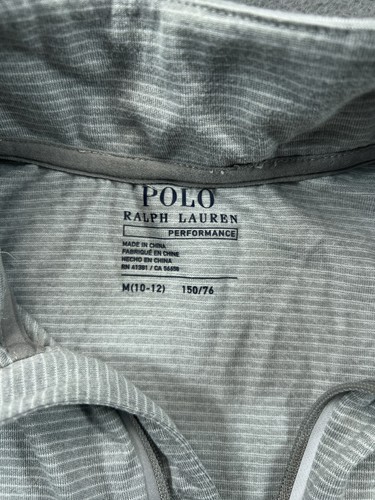 POLO
RALPH LAUREN
PERFORMANCE
MADE IN CHINA
FABRIQUÉ EN CHINE
HECHO EN CHINA
RN 41381 / CA 56658
M(10-12) 150/76